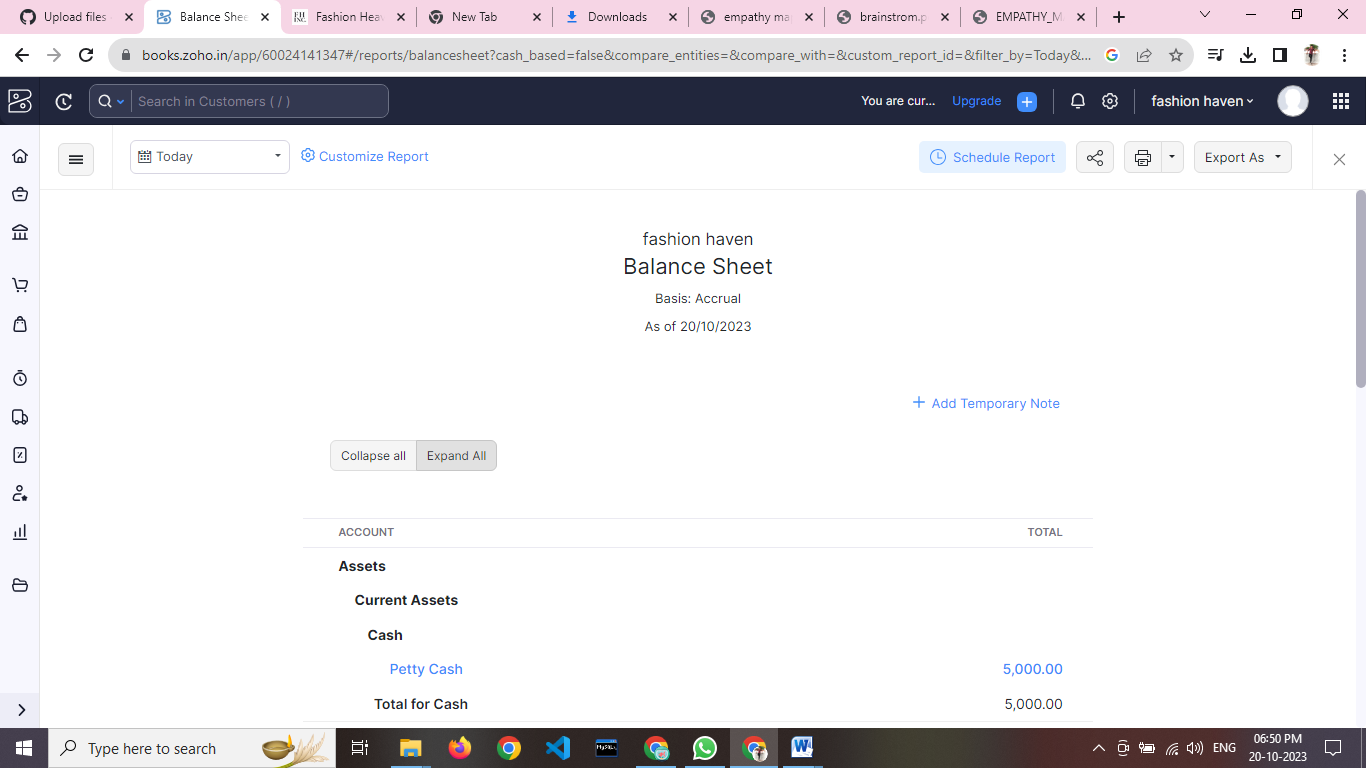 Upload files
Balance Shee
Fashion Hea
New Tab
Downloads
empathy ma
brainstrom.p
EMPATHY_M
books.zoho.in/app/60024141347#/reports/balancesheet?cash_based=false&compare_entities=&compare_with=&custom_report_id=&filter_by=Today&...
Search in Customers ( / )
You are cur...
Upgrade
fashion haven
Today
Customize Report
Schedule Report
Export As
fashion haven
Balance Sheet
Basis: Accrual
As of 20/10/2023
Add Temporary Note
Collapse all
Expand All
ACCOUNT TOTAL
Assets
Current Assets
Cash
Petty Cash 5,000.00
Total for Cash 5,000.00
Type here to search
ENG
06:50 PM
20-10-2023